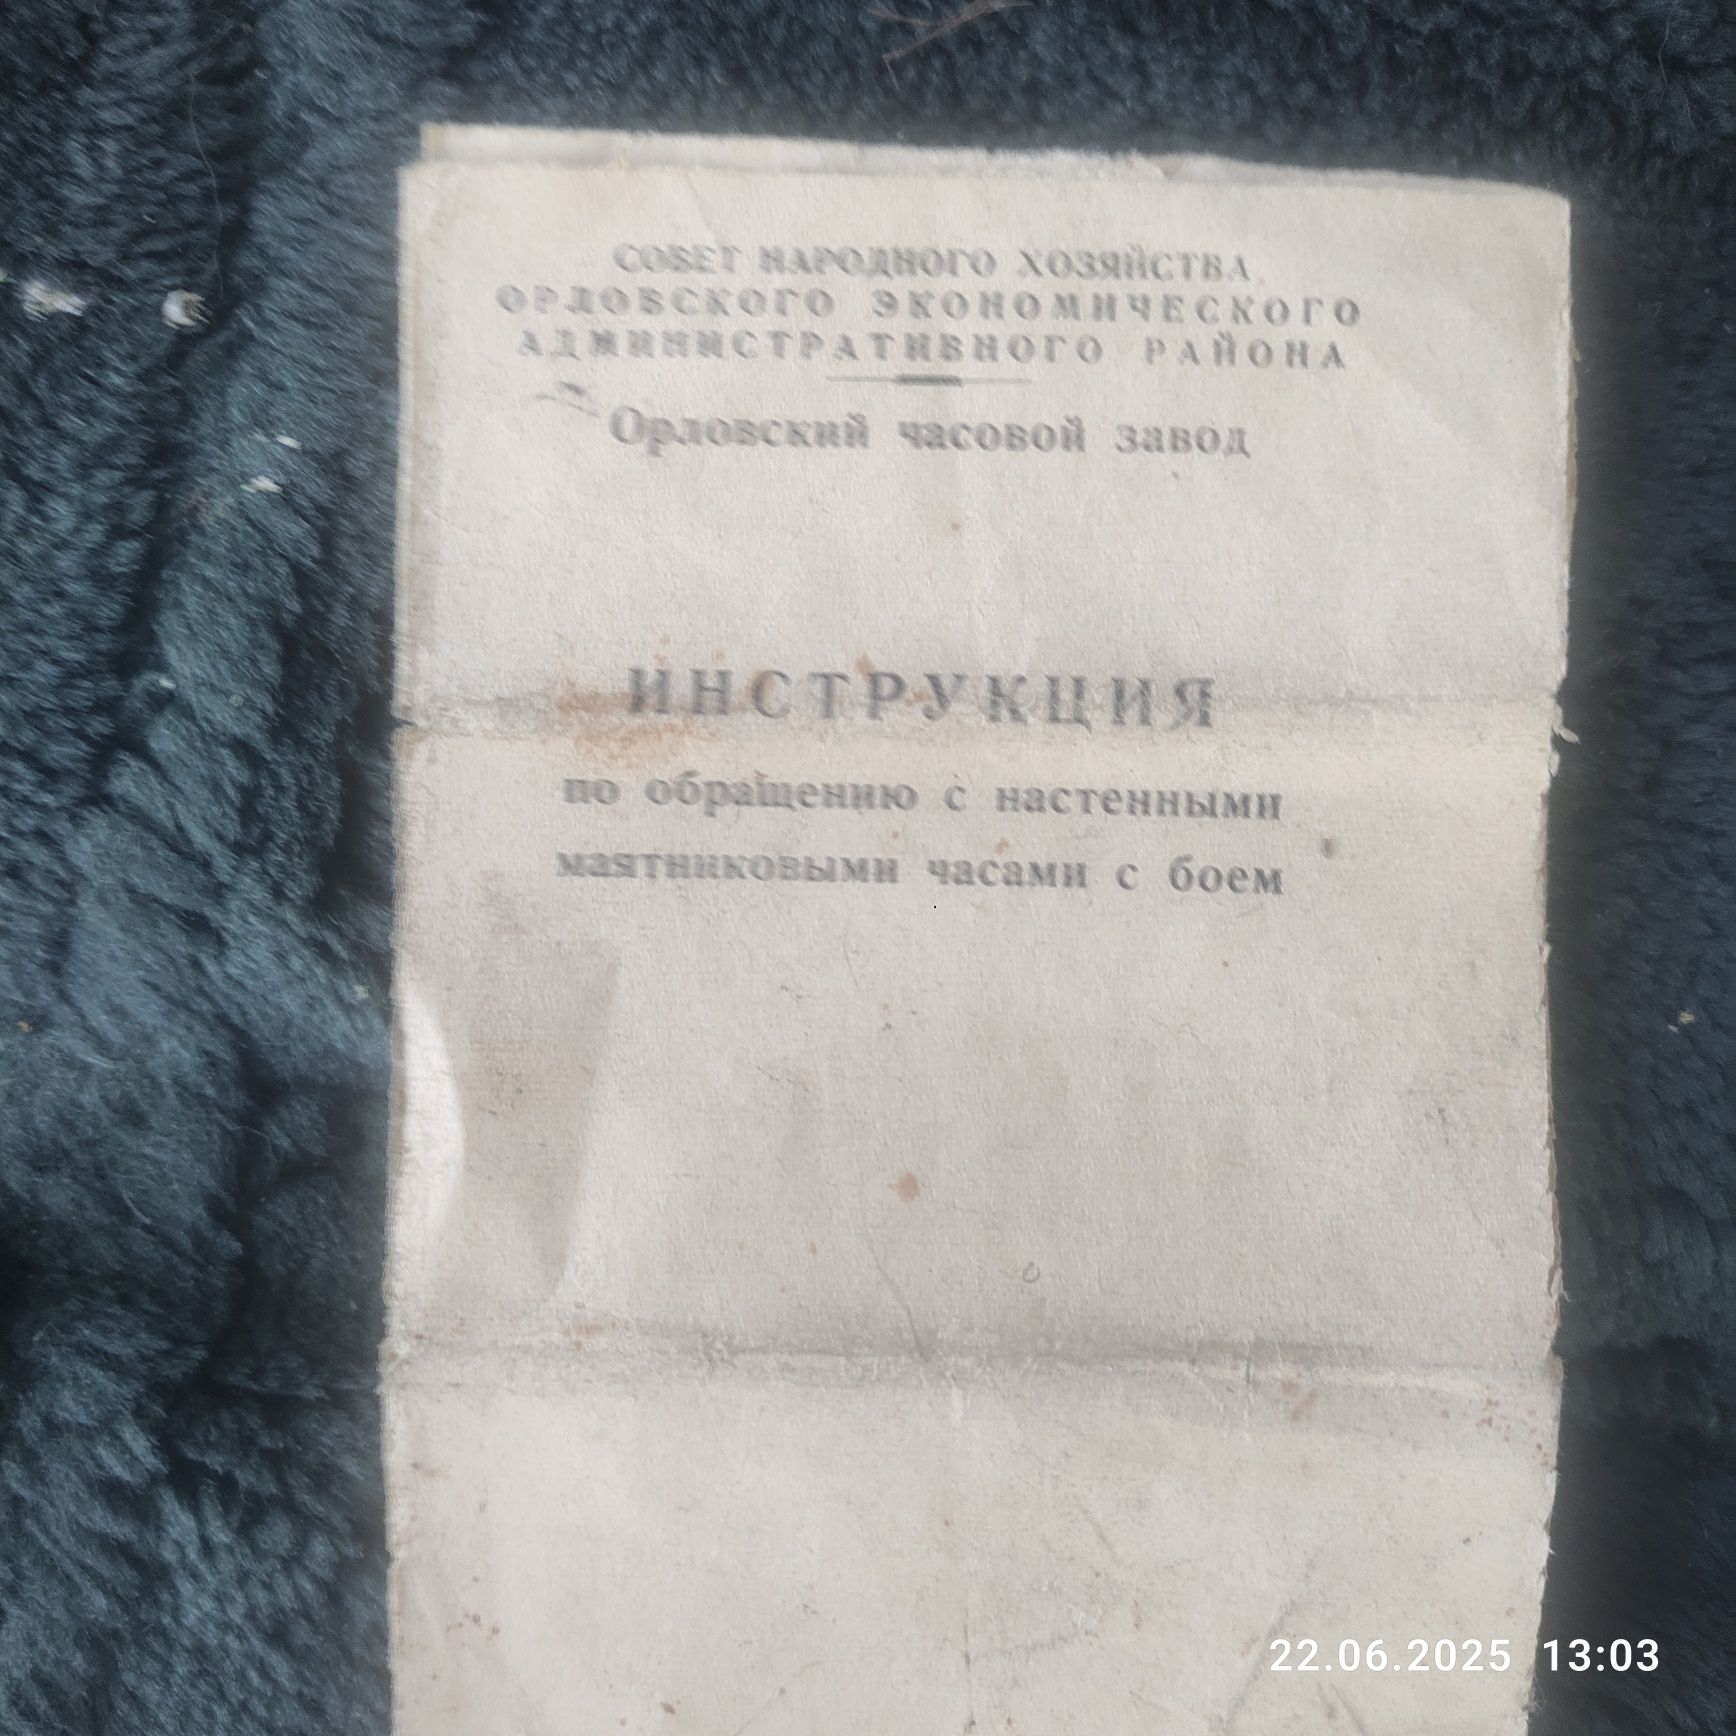 СОВЕТ НАРОДНОГО ХОЗЯЙСТВА
ОРЛОВСКОГО ЭКОНОМИЧЕСКОГО
АДМИНИСТРАТИВНОГО РАЙОНА
Орловский часовой завод
ИНСТРУКЦИЯ
по обращению с настенными
маятниковыми часами с боем
22.06.2025 13:03